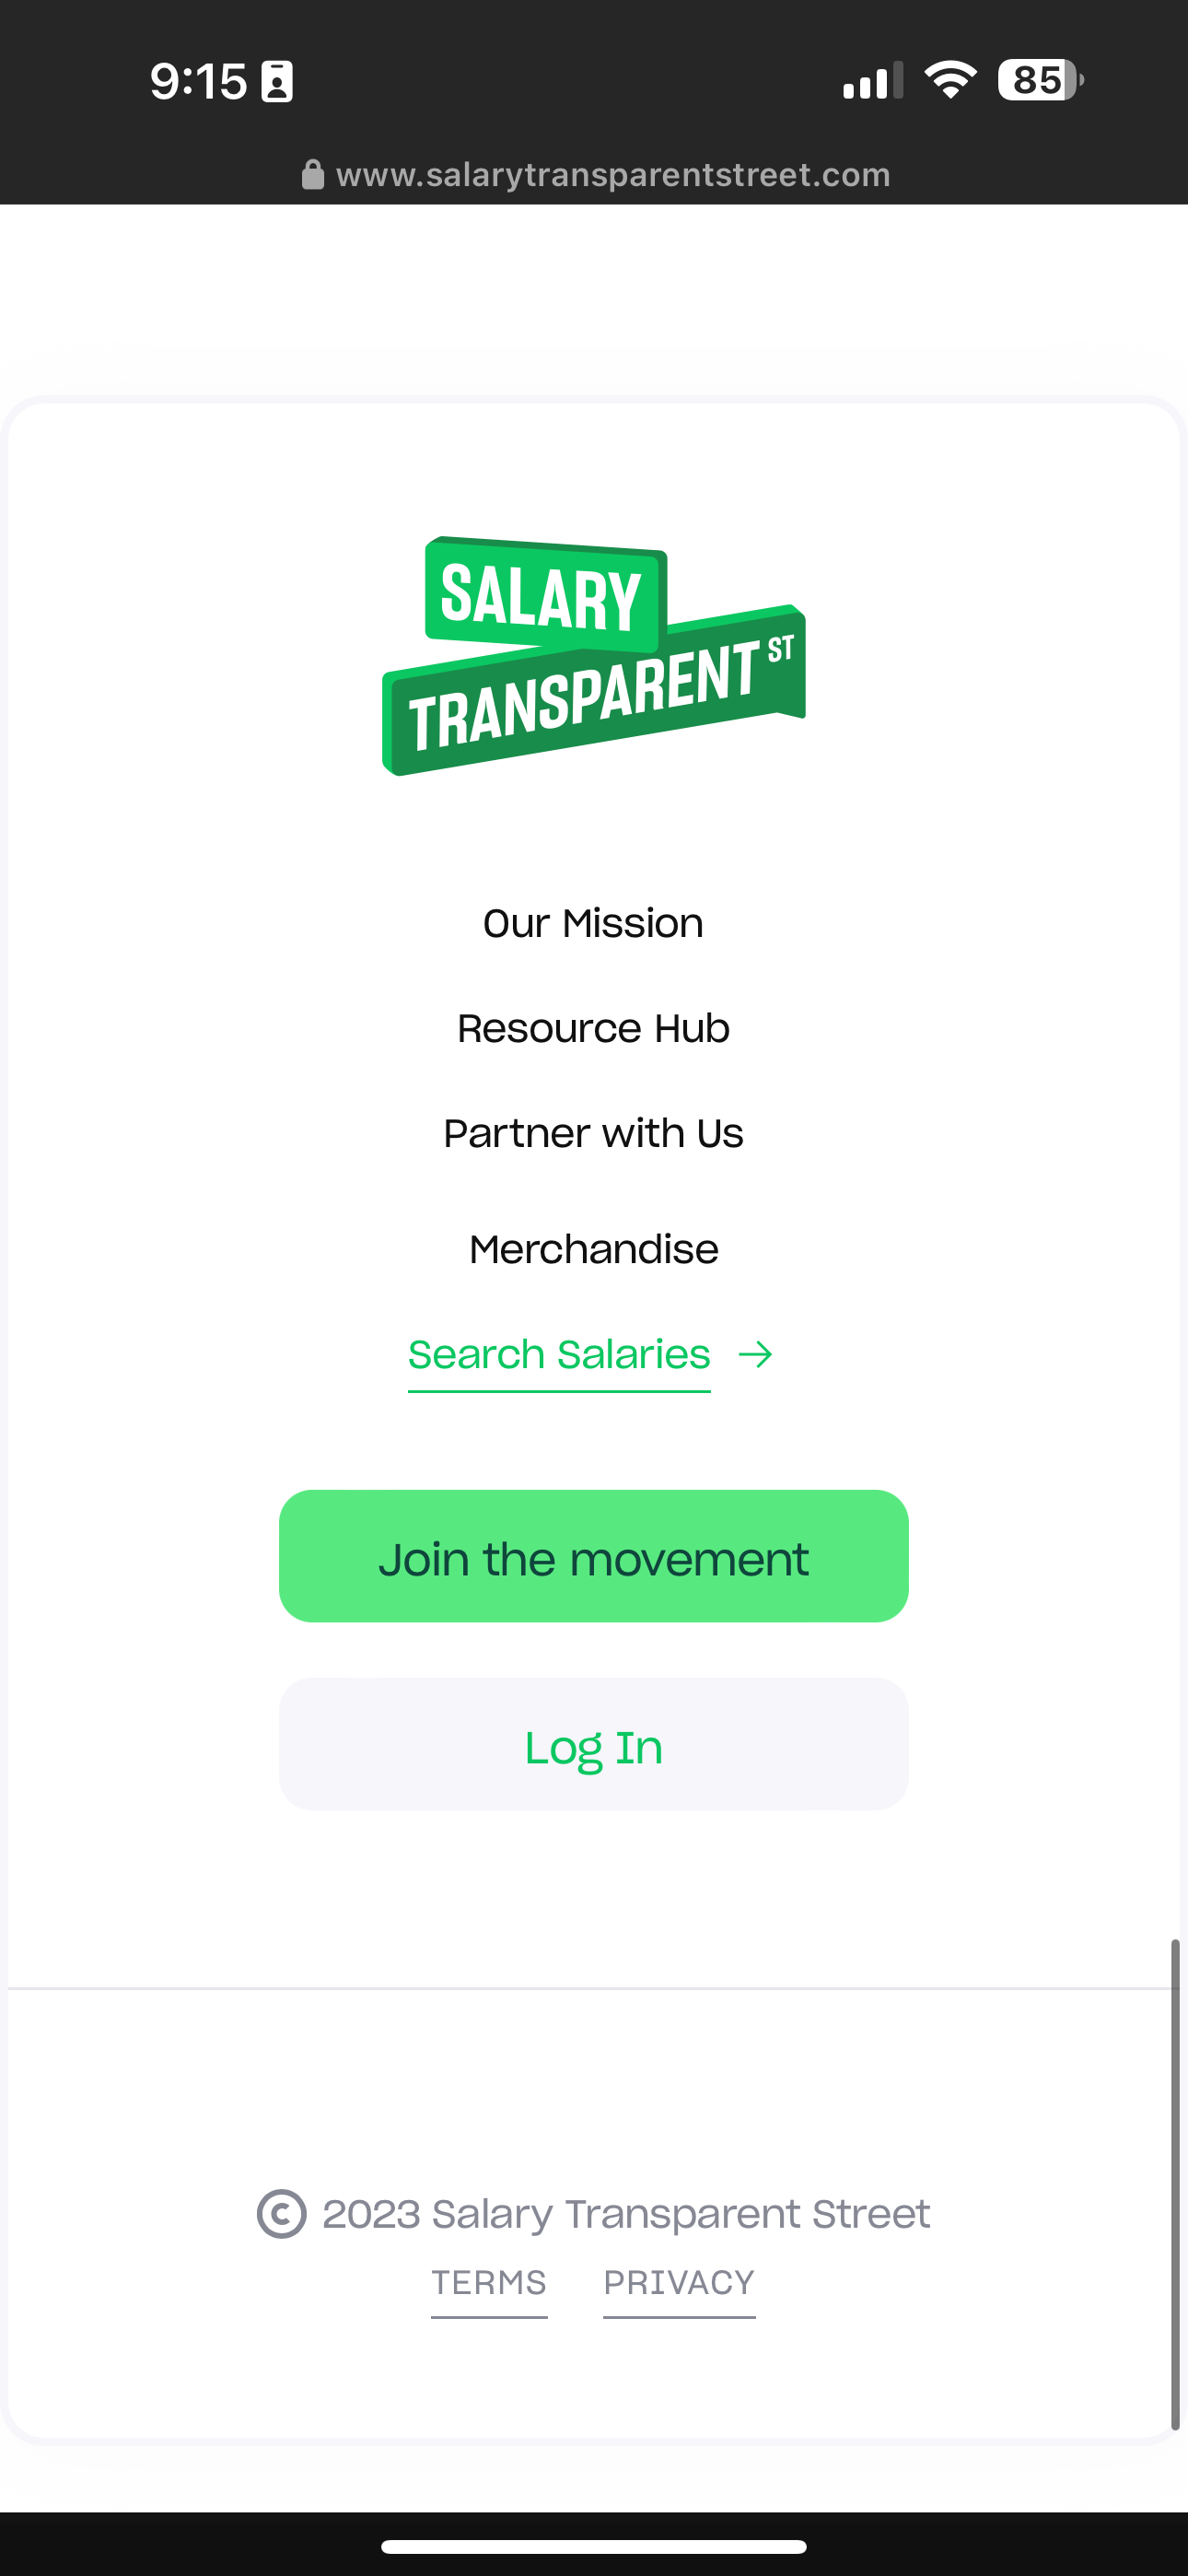 9:15
85
www.salarytransparentstreet.com
SALARY
TRANSPARENT ST
Our Mission
Resource Hub
Partner with Us
Merchandise
Search Salaries →
Join the movement
Log In
© 2023 Salary Transparent Street
TERMS PRIVACY